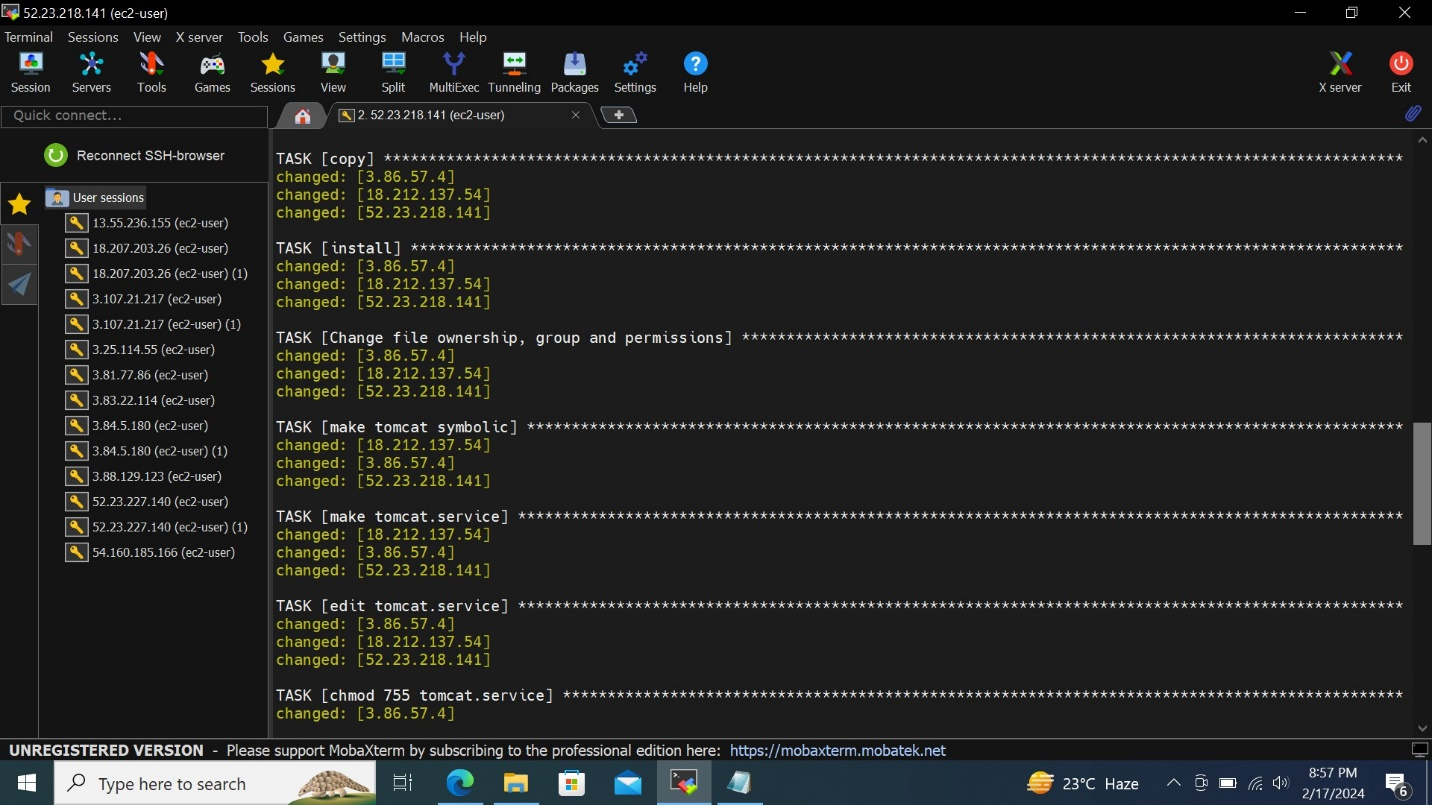 52.23.218.141 (ec2-user)
Terminal Sessions View X server Tools Games Settings Macros Help
Session Servers Tools Games Sessions View Split MultiExec Tunneling Packages Settings Help X server Exit
Quick connect...
2. 52.23.218.141 (ec2-user)
Reconnect SSH-browser
User sessions
13.55.236.155 (ec2-user)
18.207.203.26 (ec2-user)
18.207.203.26 (ec2-user) (1)
3.107.21.217 (ec2-user)
3.107.21.217 (ec2-user) (1)
3.25.114.55 (ec2-user)
3.81.77.86 (ec2-user)
3.83.22.114 (ec2-user)
3.84.5.180 (ec2-user)
3.84.5.180 (ec2-user) (1)
3.88.129.123 (ec2-user)
52.23.227.140 (ec2-user)
52.23.227.140 (ec2-user) (1)
54.160.185.166 (ec2-user)
TASK [copy] *******************************************************************************************************************
changed: [3.86.57.4]
changed: [18.212.137.54]
changed: [52.23.218.141]
TASK [install] ****************************************************************************************************************
changed: [3.86.57.4]
changed: [18.212.137.54]
changed: [52.23.218.141]
TASK [Change file ownership, group and permissions] ***************************************************************************
changed: [3.86.57.4]
changed: [18.212.137.54]
changed: [52.23.218.141]
TASK [make tomcat symbolic] ***************************************************************************************************
changed: [18.212.137.54]
changed: [3.86.57.4]
changed: [52.23.218.141]
TASK [make tomcat.service] ****************************************************************************************************
changed: [18.212.137.54]
changed: [3.86.57.4]
changed: [52.23.218.141]
TASK [edit tomcat.service] ****************************************************************************************************
changed: [3.86.57.4]
changed: [18.212.137.54]
changed: [52.23.218.141]
TASK [chmod 755 tomcat.service] ***********************************************************************************************
changed: [3.86.57.4]
UNREGISTERED VERSION - Please support MobaXterm by subscribing to the professional edition here: https://mobaxterm.mobatek.net
Type here to search
23°C Haze
8:57 PM
2/17/2024
6